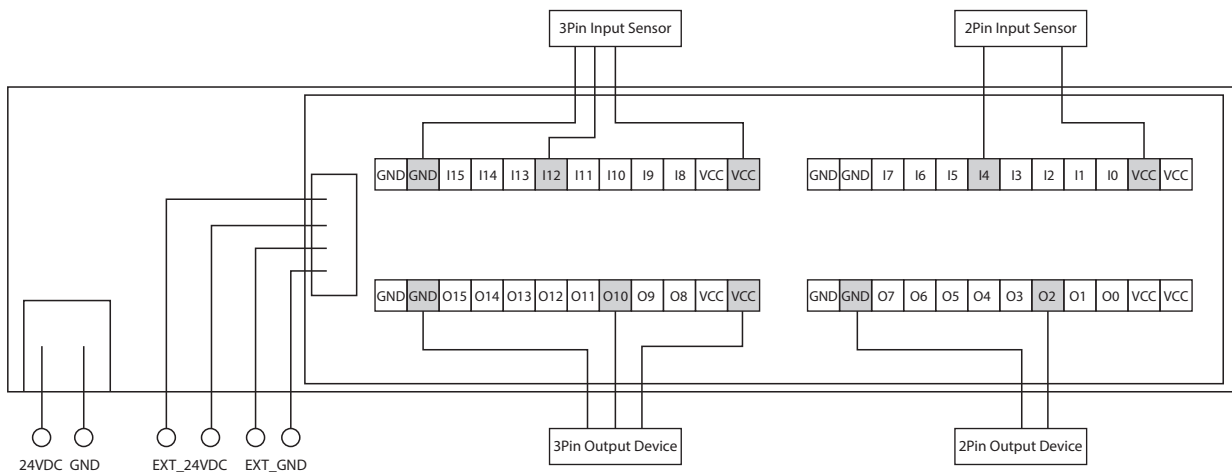 3Pin Input Sensor 2Pin Input Sensor
GND GND I15 I14 I13 I12 I11 I10 I9 I8 VCC VCC
GND GND I7 I6 I5 I4 I3 I2 I1 I0 VCC VCC
GND GND O15 O14 O13 O12 O11 O10 O9 O8 VCC VCC
GND GND O7 O6 O5 O4 O3 O2 O1 O0 VCC VCC
3Pin Output Device 2Pin Output Device
24VDC GND EXT_24VDC EXT_GND